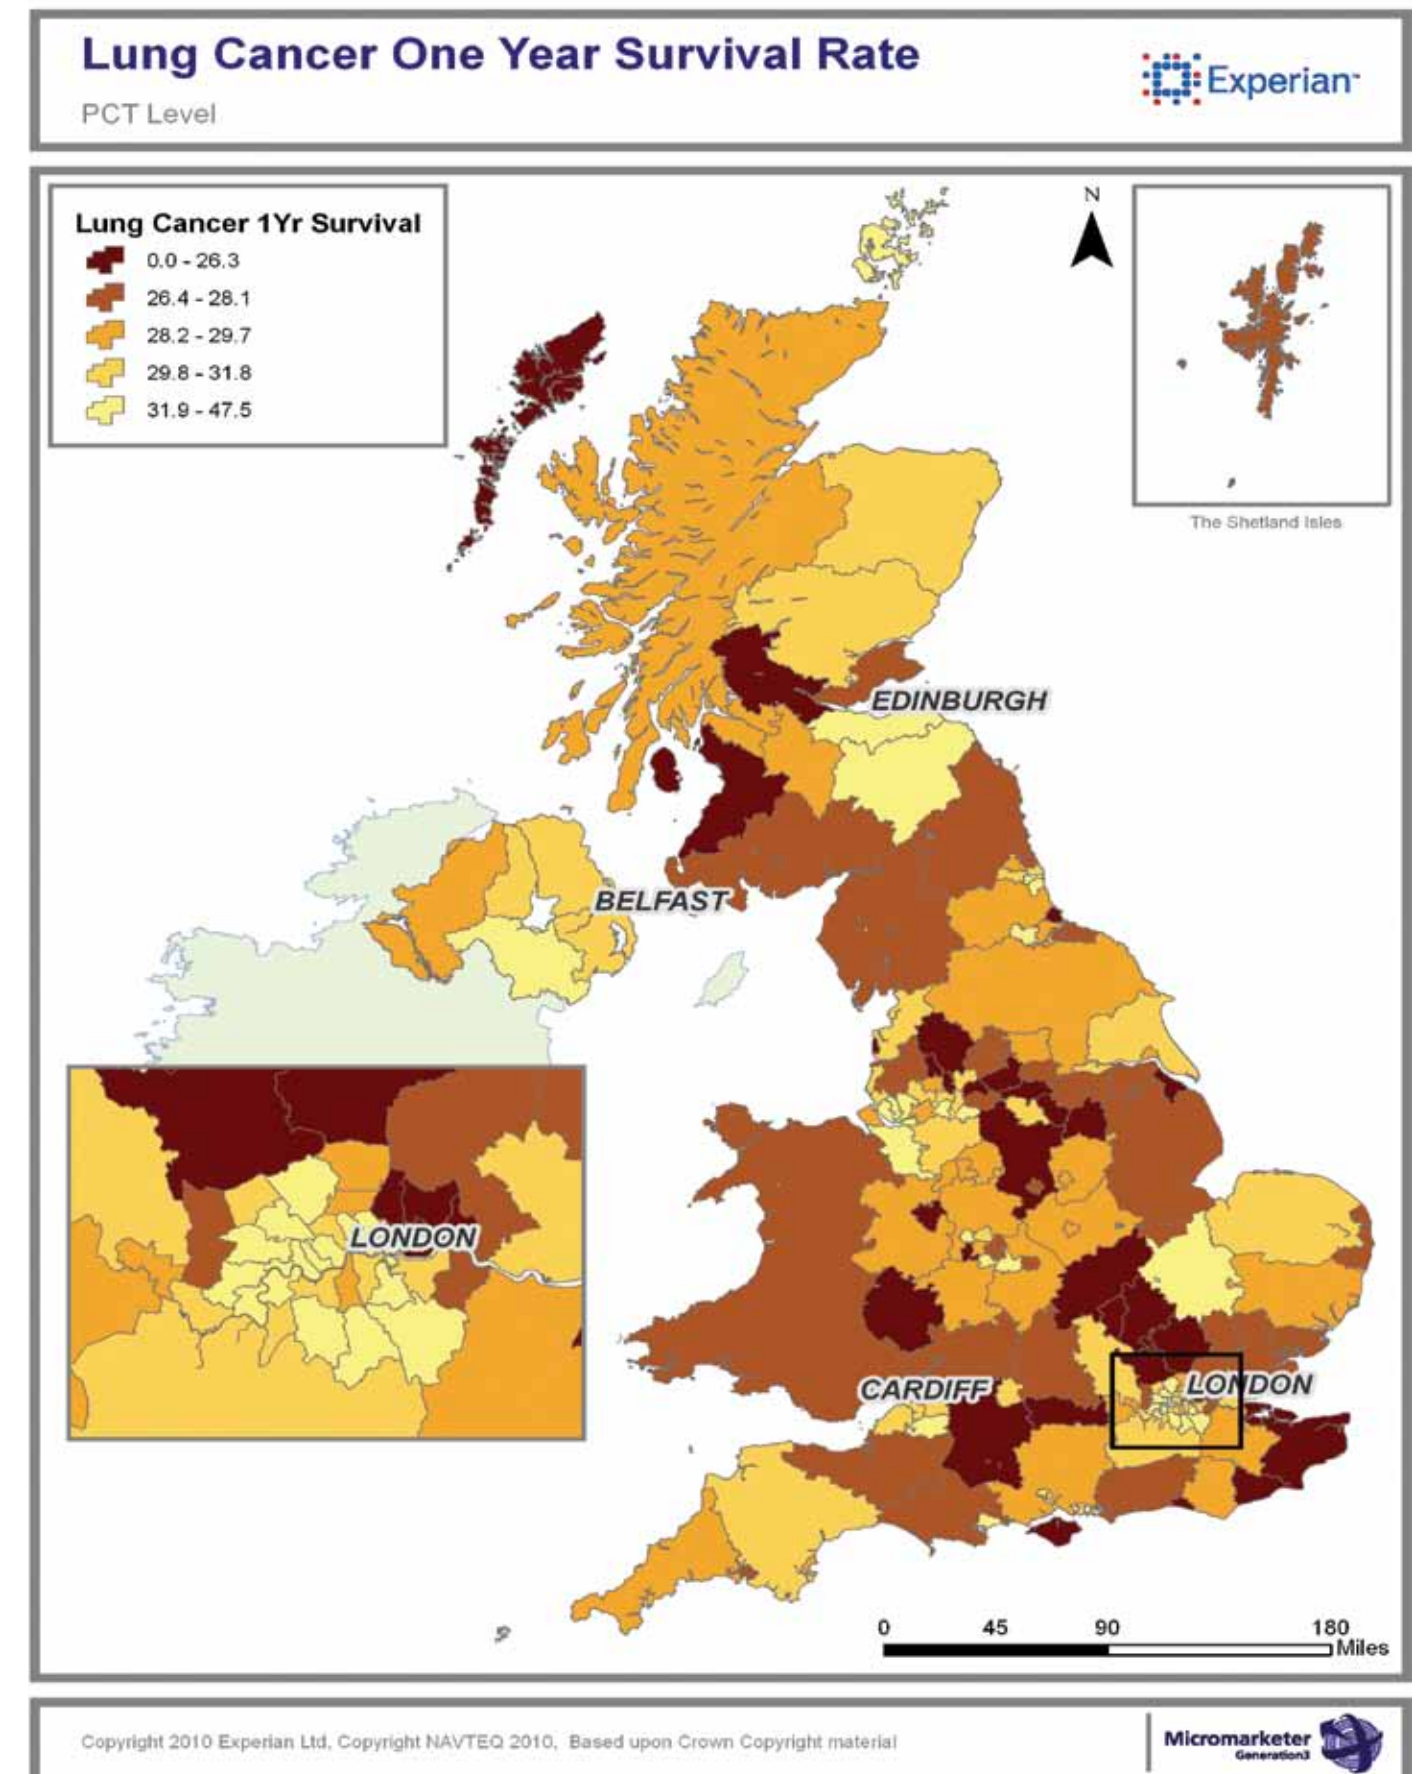 Lung Cancer One Year Survival Rate
PCT Level
Experian™
Lung Cancer 1Yr Survival
0.0 - 26.3
26.4 - 28.1
28.2 - 29.7
29.8 - 31.8
31.9 - 47.5
N
The Shetland Isles
EDINBURGH
BELFAST
LONDON
CARDIFF
LONDON
0 45 90 180
Miles
Copyright 2010 Experian Ltd, Copyright NAVTEQ 2010, Based upon Crown Copyright material
Micromarketer
Generation3